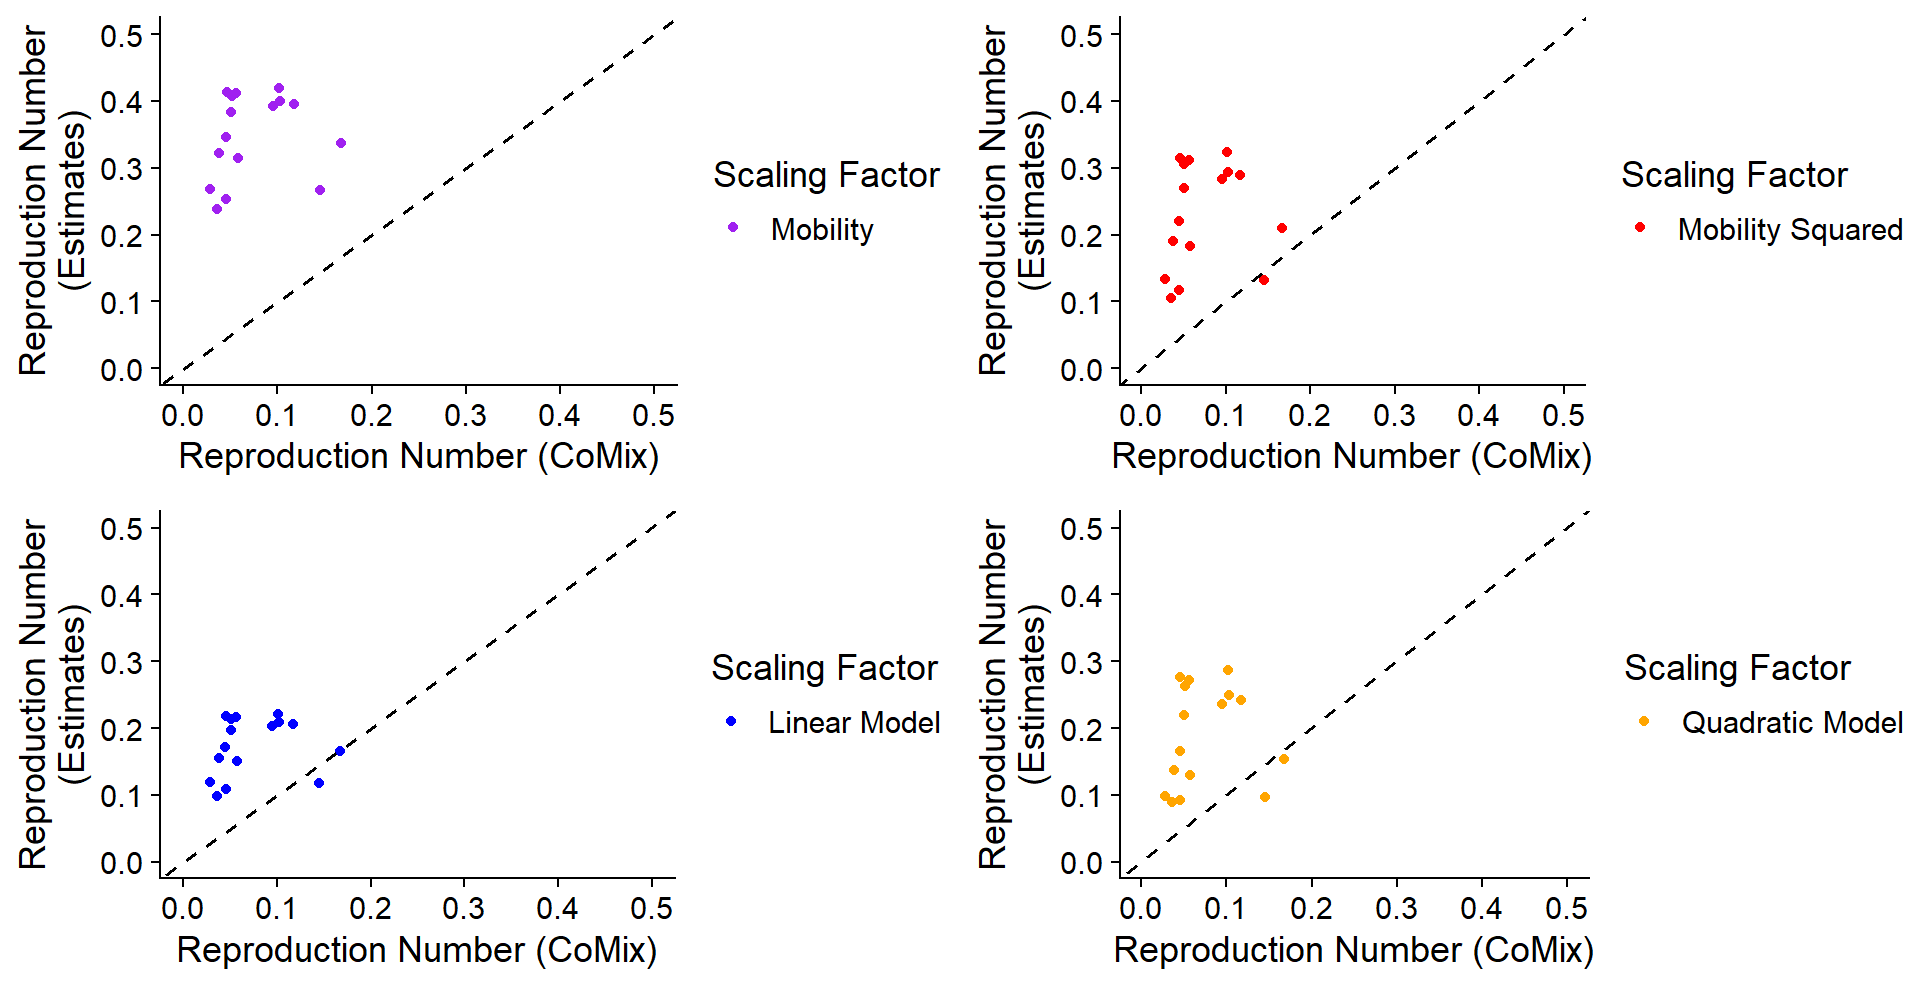 Reproduction Number
(Estimates)
0.5
0.4
0.3
0.2
0.1
0.0
0.0 0.1 0.2 0.3 0.4 0.5
Reproduction Number (CoMix)
Scaling Factor
Mobility
Reproduction Number
(Estimates)
0.5
0.4
0.3
0.2
0.1
0.0
0.0 0.1 0.2 0.3 0.4 0.5
Reproduction Number (CoMix)
Scaling Factor
Mobility Squared
Reproduction Number
(Estimates)
0.5
0.4
0.3
0.2
0.1
0.0
0.0 0.1 0.2 0.3 0.4 0.5
Reproduction Number (CoMix)
Scaling Factor
Linear Model
Reproduction Number
(Estimates)
0.5
0.4
0.3
0.2
0.1
0.0
0.0 0.1 0.2 0.3 0.4 0.5
Reproduction Number (CoMix)
Scaling Factor
Quadratic Model